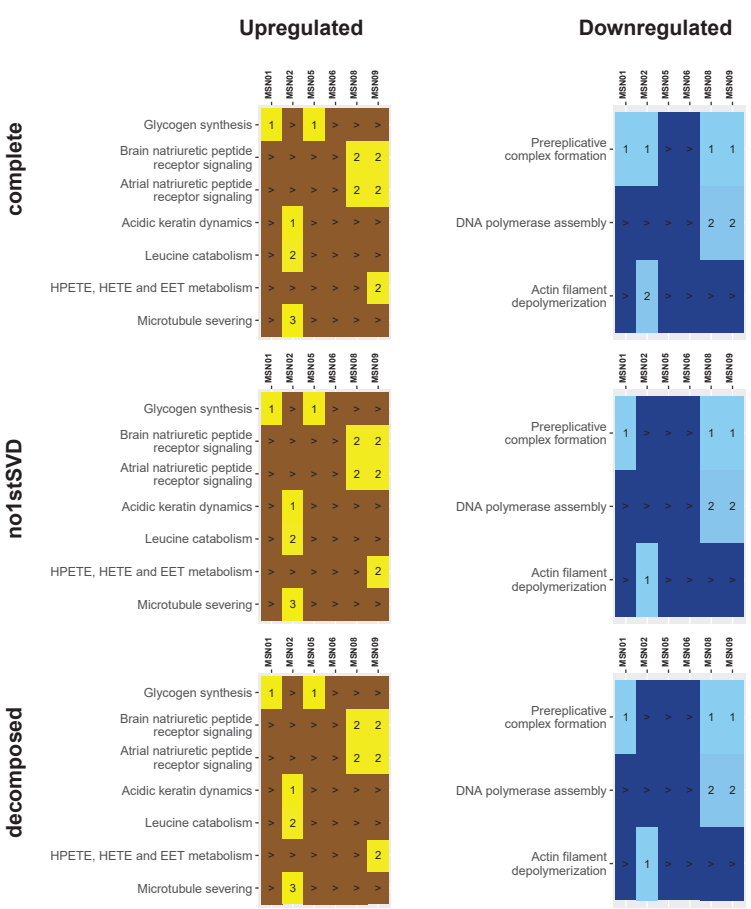 Upregulated Downregulated
complete
MSN01 MSN02 MSN05 MSN06 MSN08 MSN09
Glycogen synthesis 1 > 1 > > >
Brain natriuretic peptide
receptor signaling > > > > 2 2
Atrial natriuretic peptide
receptor signaling > > > > 2 2
Acidic keratin dynamics > 1 > > > >
Leucine catabolism > 2 > > > >
HPETE, HETE and EET metabolism > > > > > 2
Microtubule severing > 3 > > > >
MSN01 MSN02 MSN05 MSN06 MSN08 MSN09
Prereplicative
complex formation 1 1 > > 1 1
DNA polymerase assembly > > > > 2 2
Actin filament
depolymerization > 2 > > > >
no1stSVD
MSN01 MSN02 MSN05 MSN06 MSN08 MSN09
Glycogen synthesis 1 > 1 > > >
Brain natriuretic peptide
receptor signaling > > > > 2 2
Atrial natriuretic peptide
receptor signaling > > > > 2 2
Acidic keratin dynamics > 1 > > > >
Leucine catabolism > 2 > > > >
HPETE, HETE and EET metabolism > > > > > 2
Microtubule severing > 3 > > > >
MSN01 MSN02 MSN05 MSN06 MSN08 MSN09
Prereplicative
complex formation 1 > > > 1 1
DNA polymerase assembly > > > > 2 2
Actin filament
depolymerization > 1 > > > >
decomposed
MSN01 MSN02 MSN05 MSN06 MSN08 MSN09
Glycogen synthesis 1 > 1 > > >
Brain natriuretic peptide
receptor signaling > > > > 2 2
Atrial natriuretic peptide
receptor signaling > > > > 2 2
Acidic keratin dynamics > 1 > > > >
Leucine catabolism > 2 > > > >
HPETE, HETE and EET metabolism > > > > > 2
Microtubule severing > 3 > > > >
MSN01 MSN02 MSN05 MSN06 MSN08 MSN09
Prereplicative
complex formation 1 > > > 1 1
DNA polymerase assembly > > > > 2 2
Actin filament
depolymerization > 1 > > > >